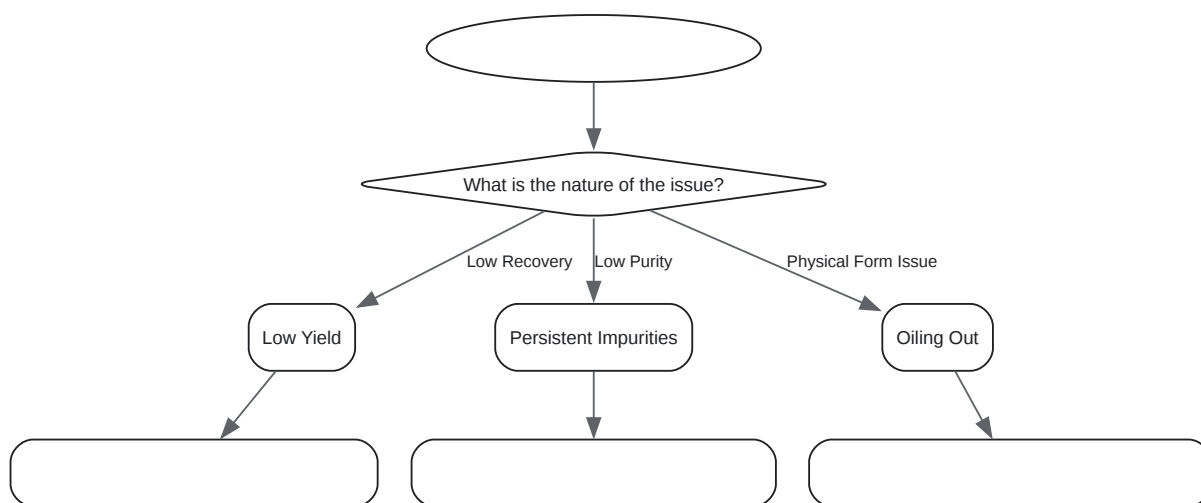 What is the nature of the issue?
Low Recovery
Low Purity
Physical Form Issue
Low Yield
Persistent Impurities
Oiling Out